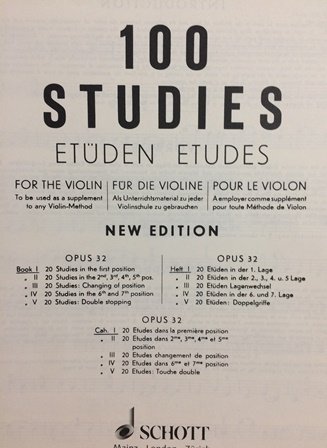 100
STUDIES
ETÜDEN ETUDES
FOR THE VIOLIN
To be used as a supplement
to any Violin-Method
FÜR DIE VIOLINE
Als Unterrichtsmaterial zu jeder
Violinschule zu gebrauchen
POUR LE VIOLON
A employer comme supplément
pour toute Méthode de Violon
NEW EDITION
OPUS 32
Book I 20 Studies in the first position
„ II 20 Studies in the 2nd, 3rd, 4th, 5th pos.
„ III 20 Studies: Changing of position
„ IV 20 Studies in the 6th and 7th position
„ V 20 Studies: Double stopping
OPUS 32
Heft I 20 Etüden in der 1. Lage
„ II 20 Etüden in der 2., 3., 4. u. 5 Lage
„ III 20 Etüden Lagenwechsel
„ IV 20 Etüden in der 6. und 7. Lage
„ V 20 Etüden: Doppelgriffe
OPUS 32
Cah. I 20 Etudes dans la première position
„ II 20 Etudes dans 2me, 3me, 4me et 5me
position
„ III 20 Etudes changement de position
„ IV 20 Etudes dans 6me et 7me position
„ V 20 Etudes: Touche double
SCHOTT
Mainz London Zürich